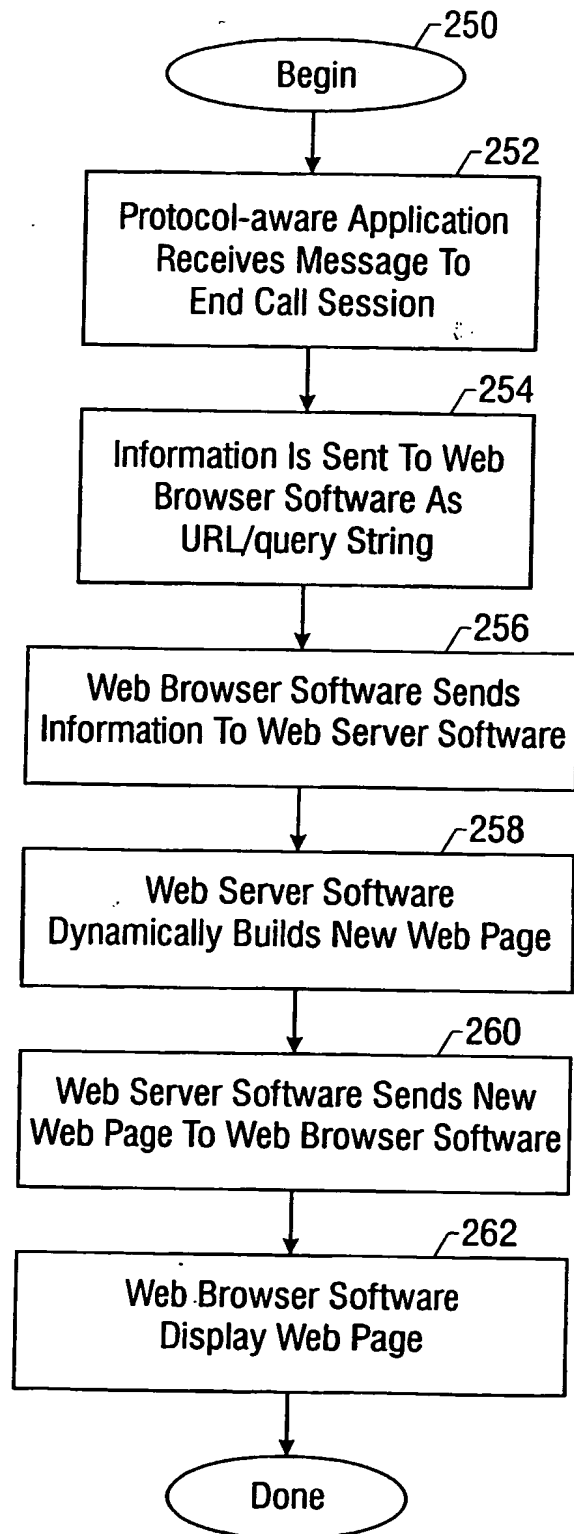 250
Begin
252
Protocol-aware Application
Receives Message To
End Call Session
254
Information Is Sent To Web
Browser Software As
URL/query String
256
Web Browser Software Sends
Information To Web Server Software
258
Web Server Software
Dynamically Builds New Web Page
260
Web Server Software Sends New
Web Page To Web Browser Software
262
Web Browser Software
Display Web Page
Done